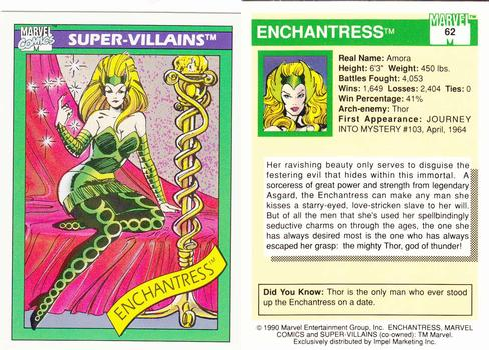 MARVEL
COMICS
SUPER-VILLAINS™
ENCHANTRESS™
ENCHANTRESS™
MARVEL™
62
Real Name: Amora
Height: 6'3" Weight: 450 lbs.
Battles Fought: 4,053
Wins: 1,649 Losses: 2,404 Ties: 0
Win Percentage: 41%
Arch-enemy: Thor
First Appearance: JOURNEY
INTO MYSTERY #103, April, 1964
Her ravishing beauty only serves to disguise the
festering evil that hides within this immortal. A
sorceress of great power and strength from legendary
Asgard, the Enchantress can make any man she
kisses a starry-eyed, love-stricken slave to her will.
But of all the men that she's used her spellbindingly
seductive charms on through the ages, the one she
has always desired most is the one who has always
escaped her grasp: the mighty Thor, god of thunder!
Did You Know: Thor is the only man who ever stood
up the Enchantress on a date.
© 1990 Marvel Entertainment Group, Inc. ENCHANTRESS, MARVEL
COMICS and SUPER-VILLAINS (co-owned): TM Marvel.
Exclusively distributed by Impel Marketing Inc.